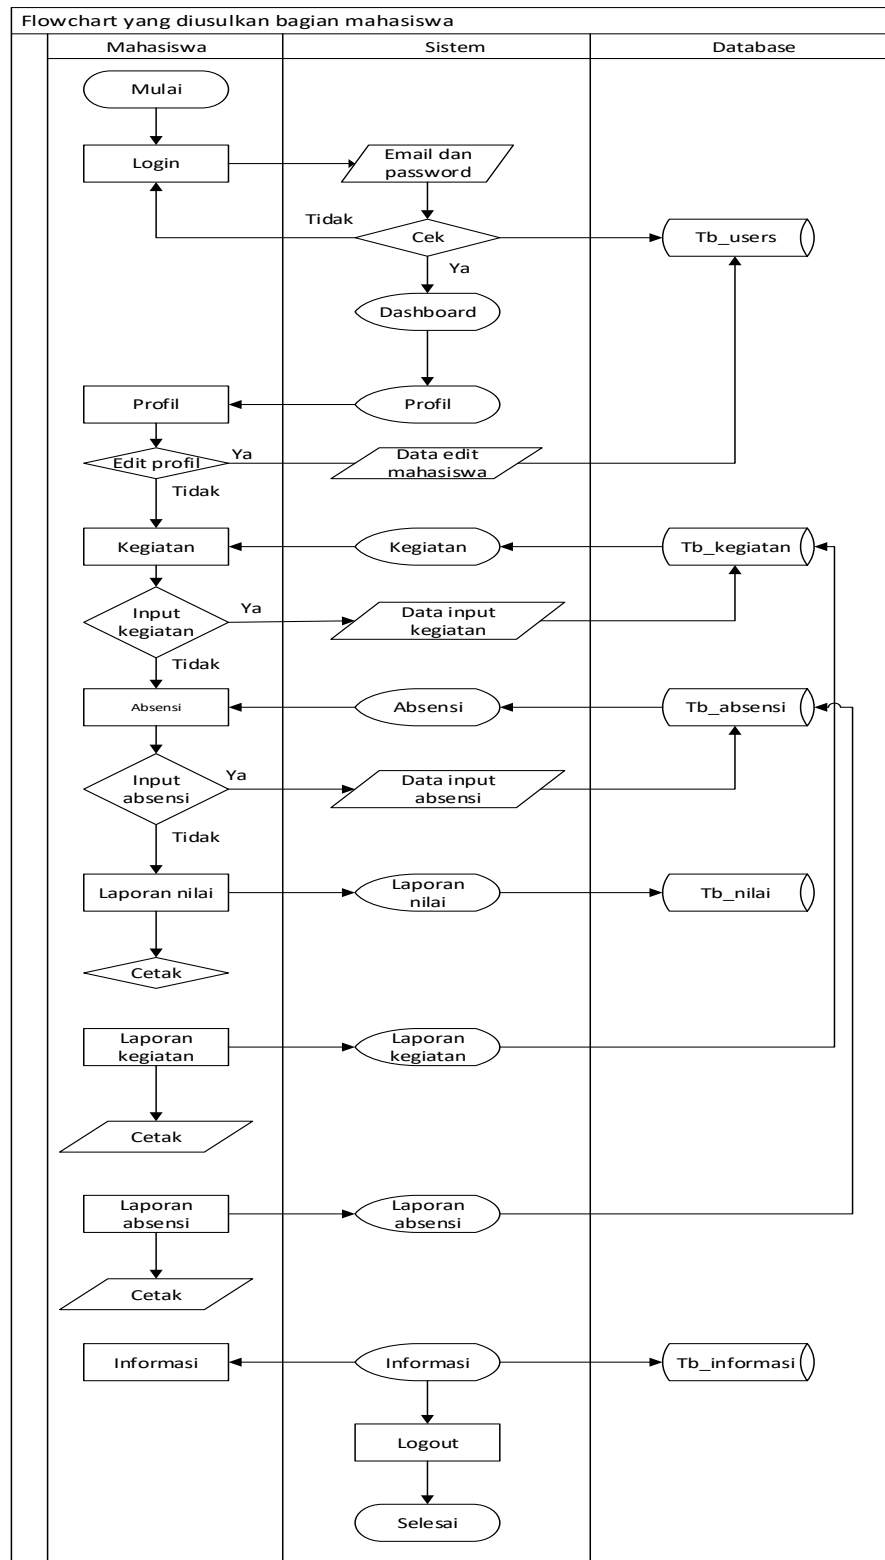 Flowchart yang diusulkan bagian mahasiswa
Mahasiswa
Sistem
Database
Mulai
Login
Email dan
password
Tidak
Cek
Tb_users
Ya
Dashboard
Profil
Profil
Edit profil
Ya
Data edit
mahasiswa
Tidak
Kegiatan
Kegiatan
Tb_kegiatan
Input
kegiatan
Ya
Data input
kegiatan
Tidak
Absensi
Absensi
Tb_absensi
Input
absensi
Ya
Data input
absensi
Tidak
Laporan nilai
Laporan
nilai
Tb_nilai
Cetak
Laporan
kegiatan
Laporan
kegiatan
Cetak
Laporan
absensi
Laporan
absensi
Cetak
Informasi
Informasi
Tb_informasi
Logout
Selesai